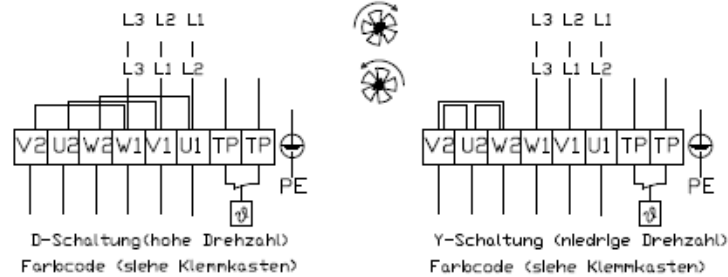 L3 L2 L1
L3 L1 L2
V2 U2 W2 W1 V1 U1 TP TP
PE
ϑ
D-Schaltung(hohe Drehzahl)
Farbcode (siehe Klemmkasten)
L3 L2 L1
L3 L1 L2
V2 U2 W2 W1 V1 U1 TP TP
PE
ϑ
Y-Schaltung (niedrige Drehzahl)
Farbcode (siehe Klemmkasten)